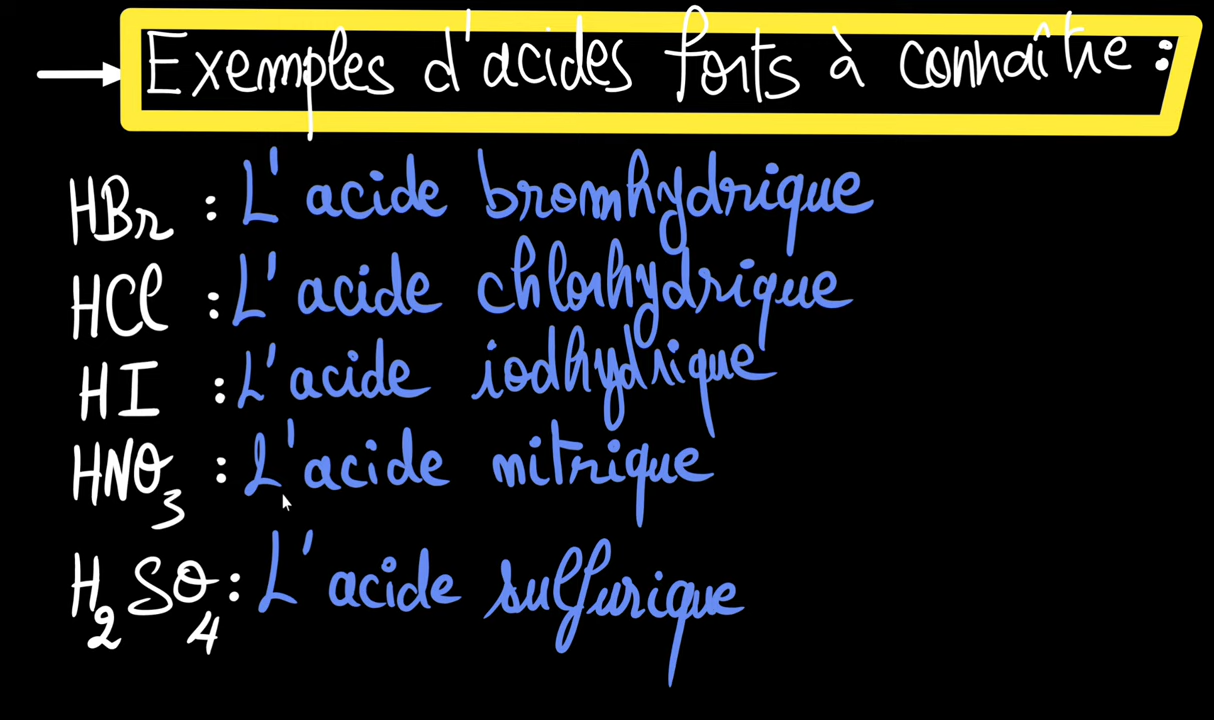 Exemples d'acides forts à connaître :
HBr : L'acide bromhydrique
HCl : L'acide chlorhydrique
HI : L'acide iodhydrique
HNO3 : L'acide nitrique
H2SO4 : L'acide sulfurique